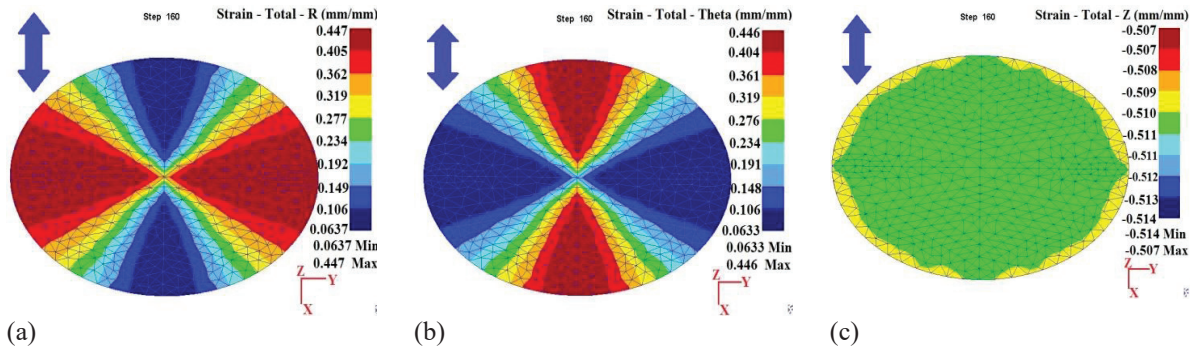 Step 160
Strain - Total - R (mm/mm)
0.447
0.405
0.362
0.319
0.277
0.234
0.192
0.149
0.106
0.0637
0.0637 Min
0.447 Max
Z
Y
X
(a)
Step 160
Strain - Total - Theta (mm/mm)
0.446
0.404
0.361
0.319
0.276
0.234
0.191
0.148
0.106
0.0633
0.0633 Min
0.446 Max
Z
Y
X
(b)
Step 160
Strain - Total - Z (mm/mm)
-0.507
-0.507
-0.508
-0.509
-0.510
-0.511
-0.511
-0.512
-0.513
-0.514
-0.514 Min
-0.507 Max
Z
Y
X
(c)